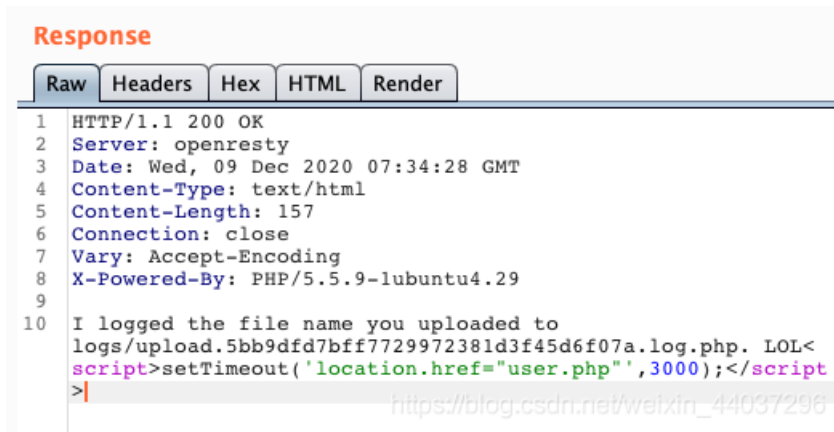 Response
Raw Headers Hex HTML Render
1 HTTP/1.1 200 OK
2 Server: openresty
3 Date: Wed, 09 Dec 2020 07:34:28 GMT
4 Content-Type: text/html
5 Content-Length: 157
6 Connection: close
7 Vary: Accept-Encoding
8 X-Powered-By: PHP/5.5.9-1ubuntu4.29
9
10 I logged the file name you uploaded to
logs/upload.5bb9dfd7bff7729972381d3f45d6f07a.log.php. LOL<
script>setTimeout('location.href="user.php"',3000);</script
>
https://blog.csdn.net/weixin_44037296